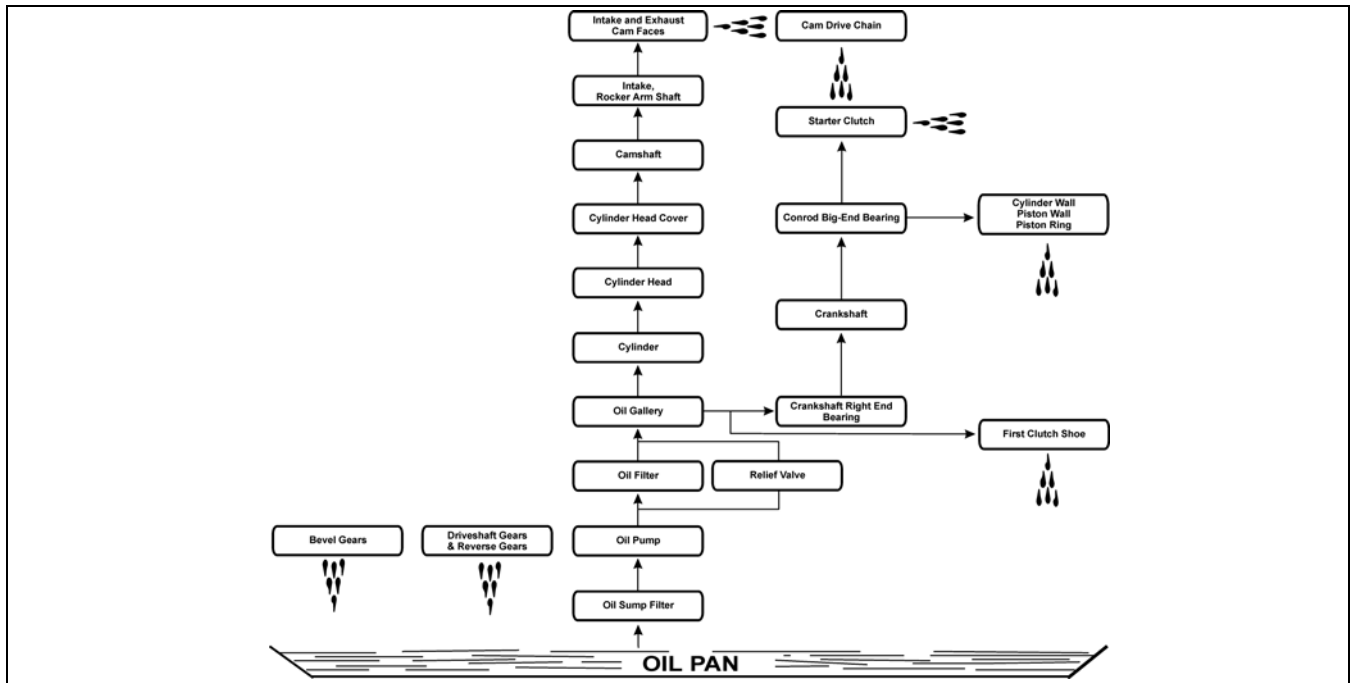 Intake and Exhaust
Cam Faces
Cam Drive Chain
Intake,
Rocker Arm Shaft
Starter Clutch
Camshaft
Cylinder Head Cover
Conrod Big-End Bearing
Cylinder Wall
Piston Wall
Piston Ring
Cylinder Head
Crankshaft
Cylinder
Oil Gallery
Crankshaft Right End
Bearing
First Clutch Shoe
Oil Filter
Relief Valve
Bevel Gears
Driveshaft Gears
& Reverse Gears
Oil Pump
Oil Sump Filter
OIL PAN